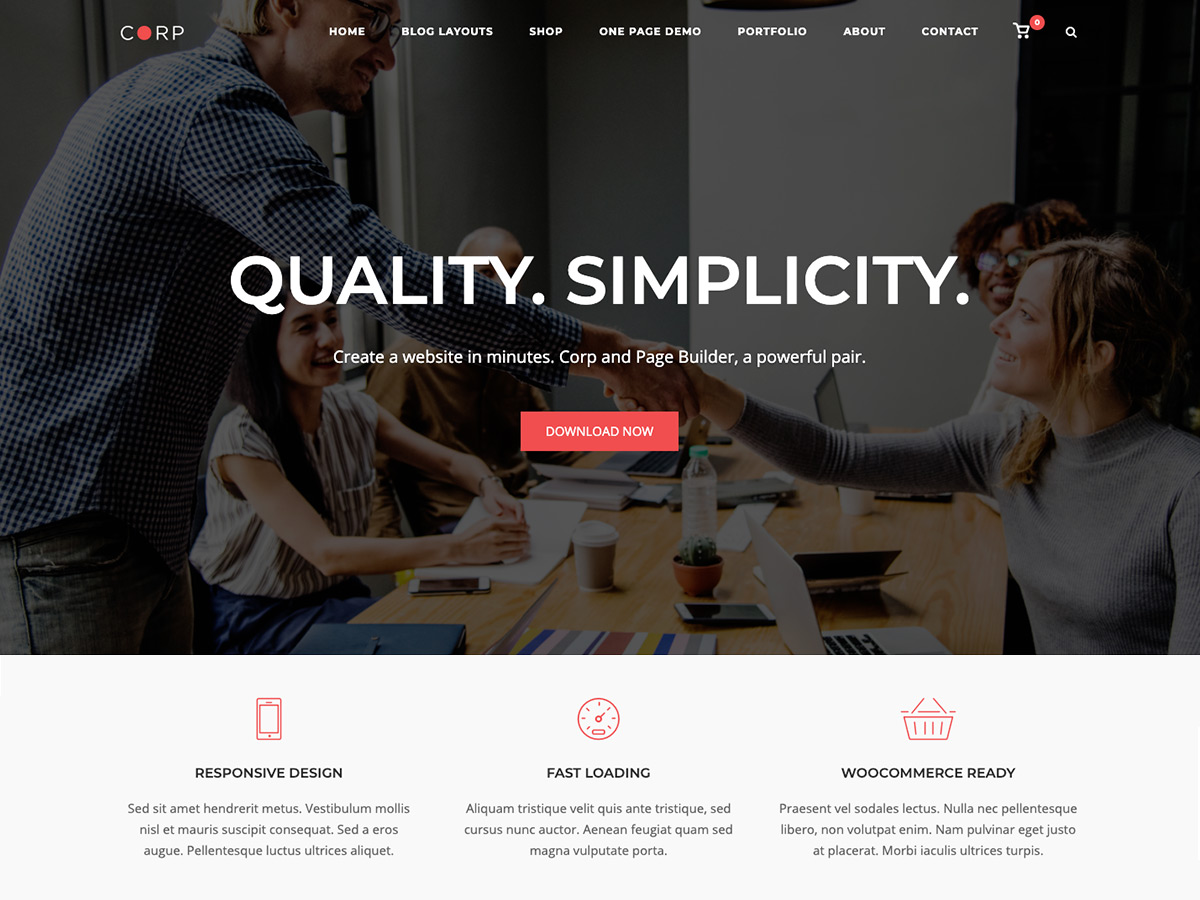 CORP HOME BLOG LAYOUTS SHOP ONE PAGE DEMO PORTFOLIO ABOUT CONTACT 0
QUALITY. SIMPLICITY.
Create a website in minutes. Corp and Page Builder, a powerful pair.
DOWNLOAD NOW
RESPONSIVE DESIGN
Sed sit amet hendrerit metus. Vestibulum mollis
nisl et mauris suscipit consequat. Sed a eros
augue. Pellentesque luctus ultrices aliquet.
FAST LOADING
Aliquam tristique velit quis ante tristique, sed
cursus nunc auctor. Aenean feugiat quam sed
magna vulputate porta.
WOOCOMMERCE READY
Praesent vel sodales lectus. Nulla nec pellentesque
libero, non volutpat enim. Nam pulvinar eget justo
at placerat. Morbi iaculis ultrices turpis.